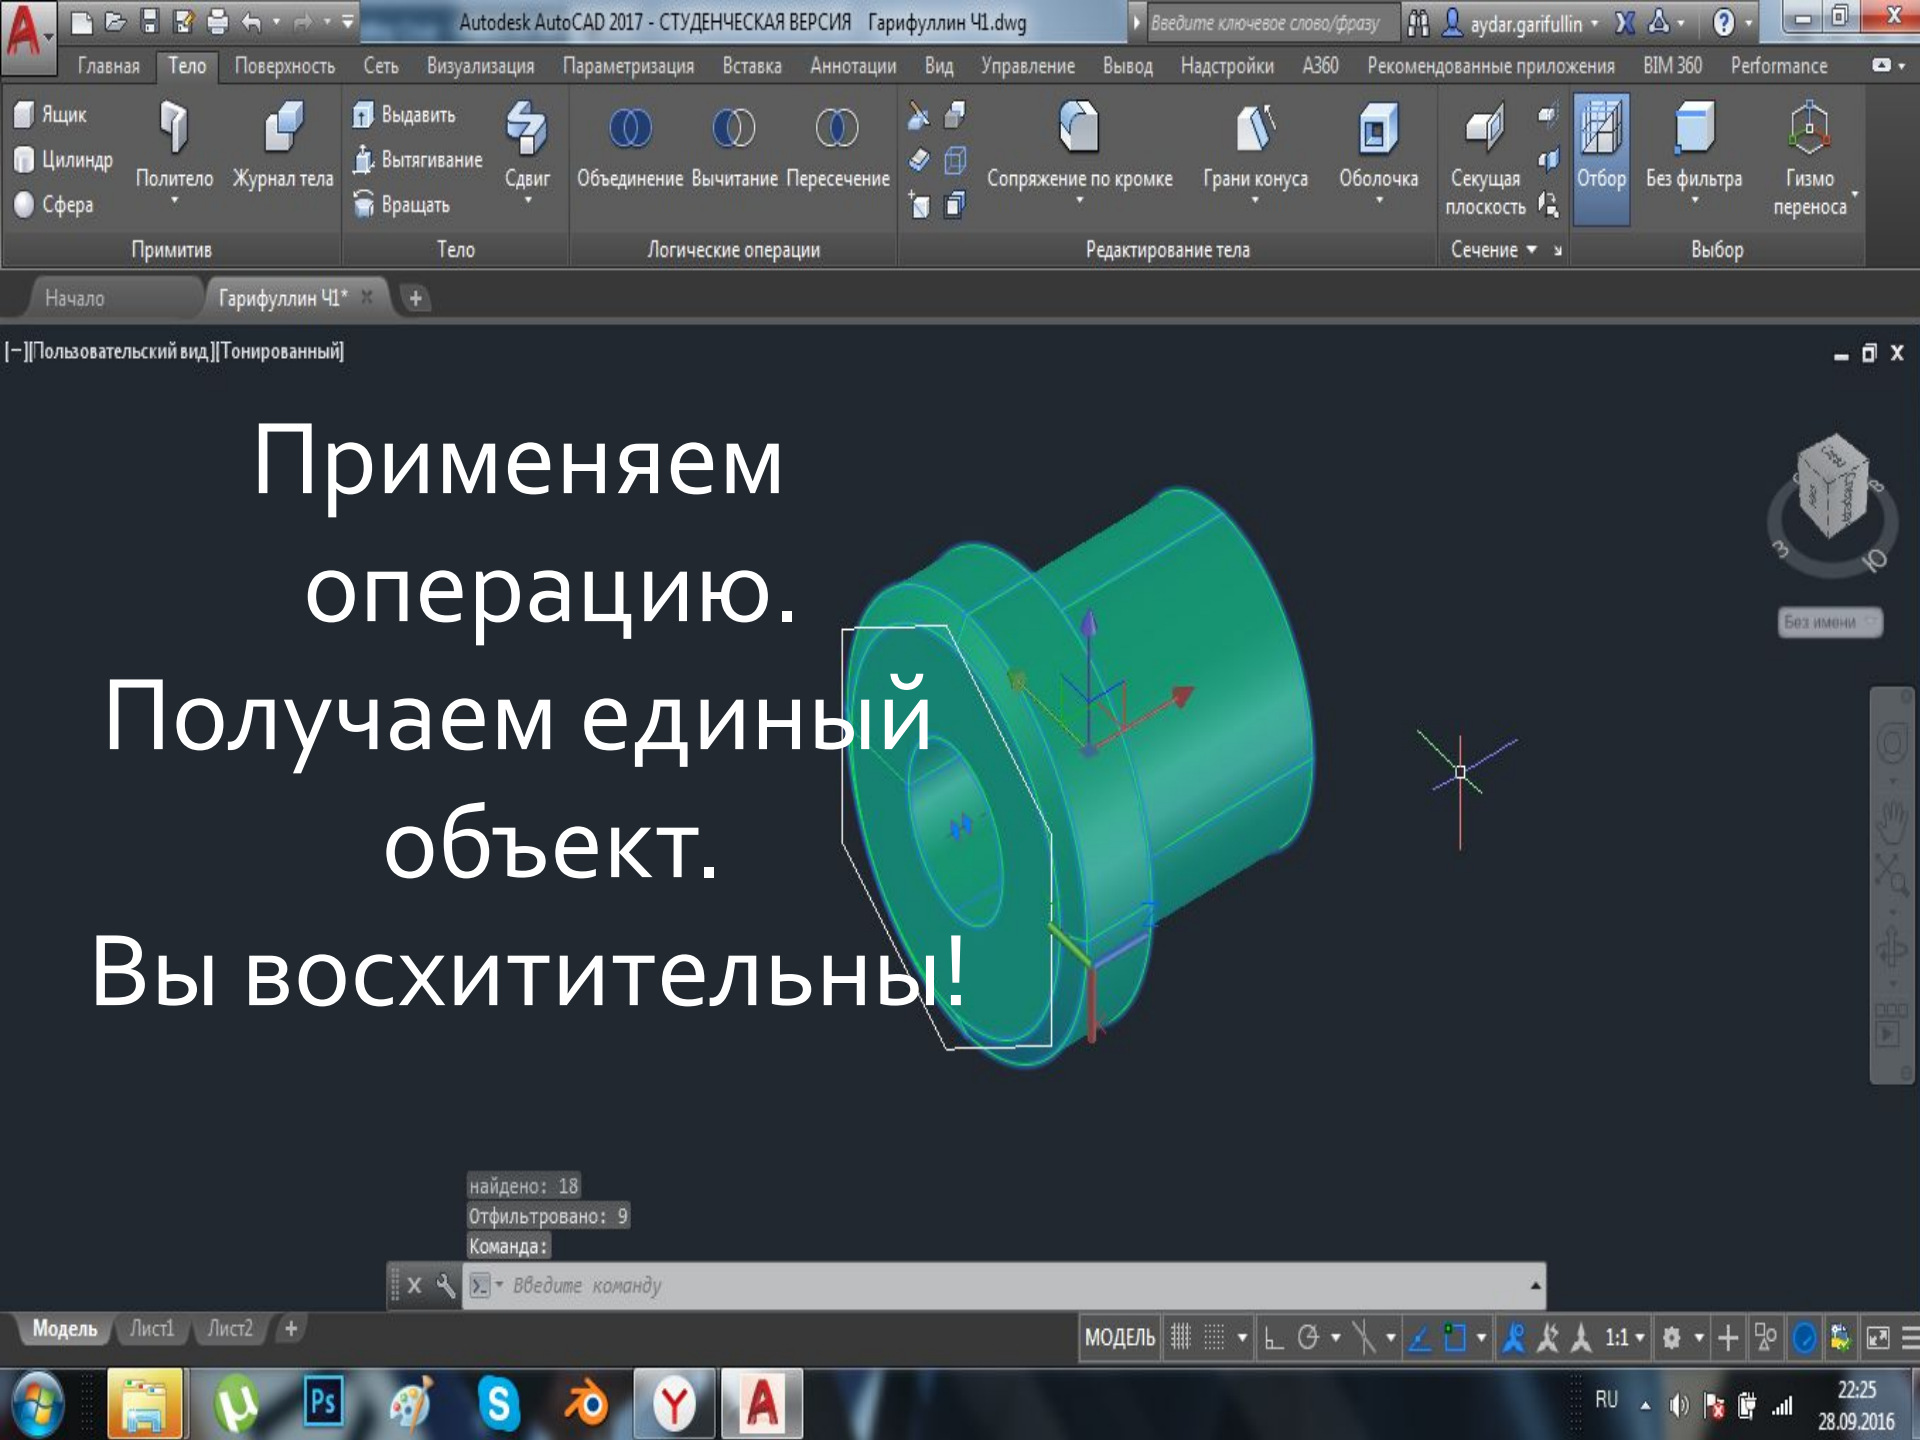 Autodesk AutoCAD 2017 - СТУДЕНЧЕСКАЯ ВЕРСИЯ Гарифуллин Ч1.dwg
Введите ключевое слово/фразу
aydar.garifullin
Главная Тело Поверхность Сеть Визуализация Параметризация Вставка Аннотации Вид Управление Вывод Надстройки A360 Рекомендованные приложения BIM 360 Performance
Ящик
Цилиндр
Сфера
Политело
Журнал тела
Выдавить
Вытягивание
Вращать
Сдвиг
Объединение Вычитание Пересечение
Сопряжение по кромке
Грани конуса
Оболочка
Секущая
плоскость
Отбор
Без фильтра
Гизмо
переноса
Примитив
Тело
Логические операции
Редактирование тела
Сечение
Выбор
Начало
Гарифуллин Ч1*
[−][Пользовательский вид][Тонированный]
Применяем
операцию.
Получаем единый
объект.
Вы восхитительны!
В
З
Ю
Без имени
Z
найдено: 18
Отфильтровано: 9
Команда:
Введите команду
Модель Лист1 Лист2 +
МОДЕЛЬ
1:1
Ps
RU
22:25
28.09.2016